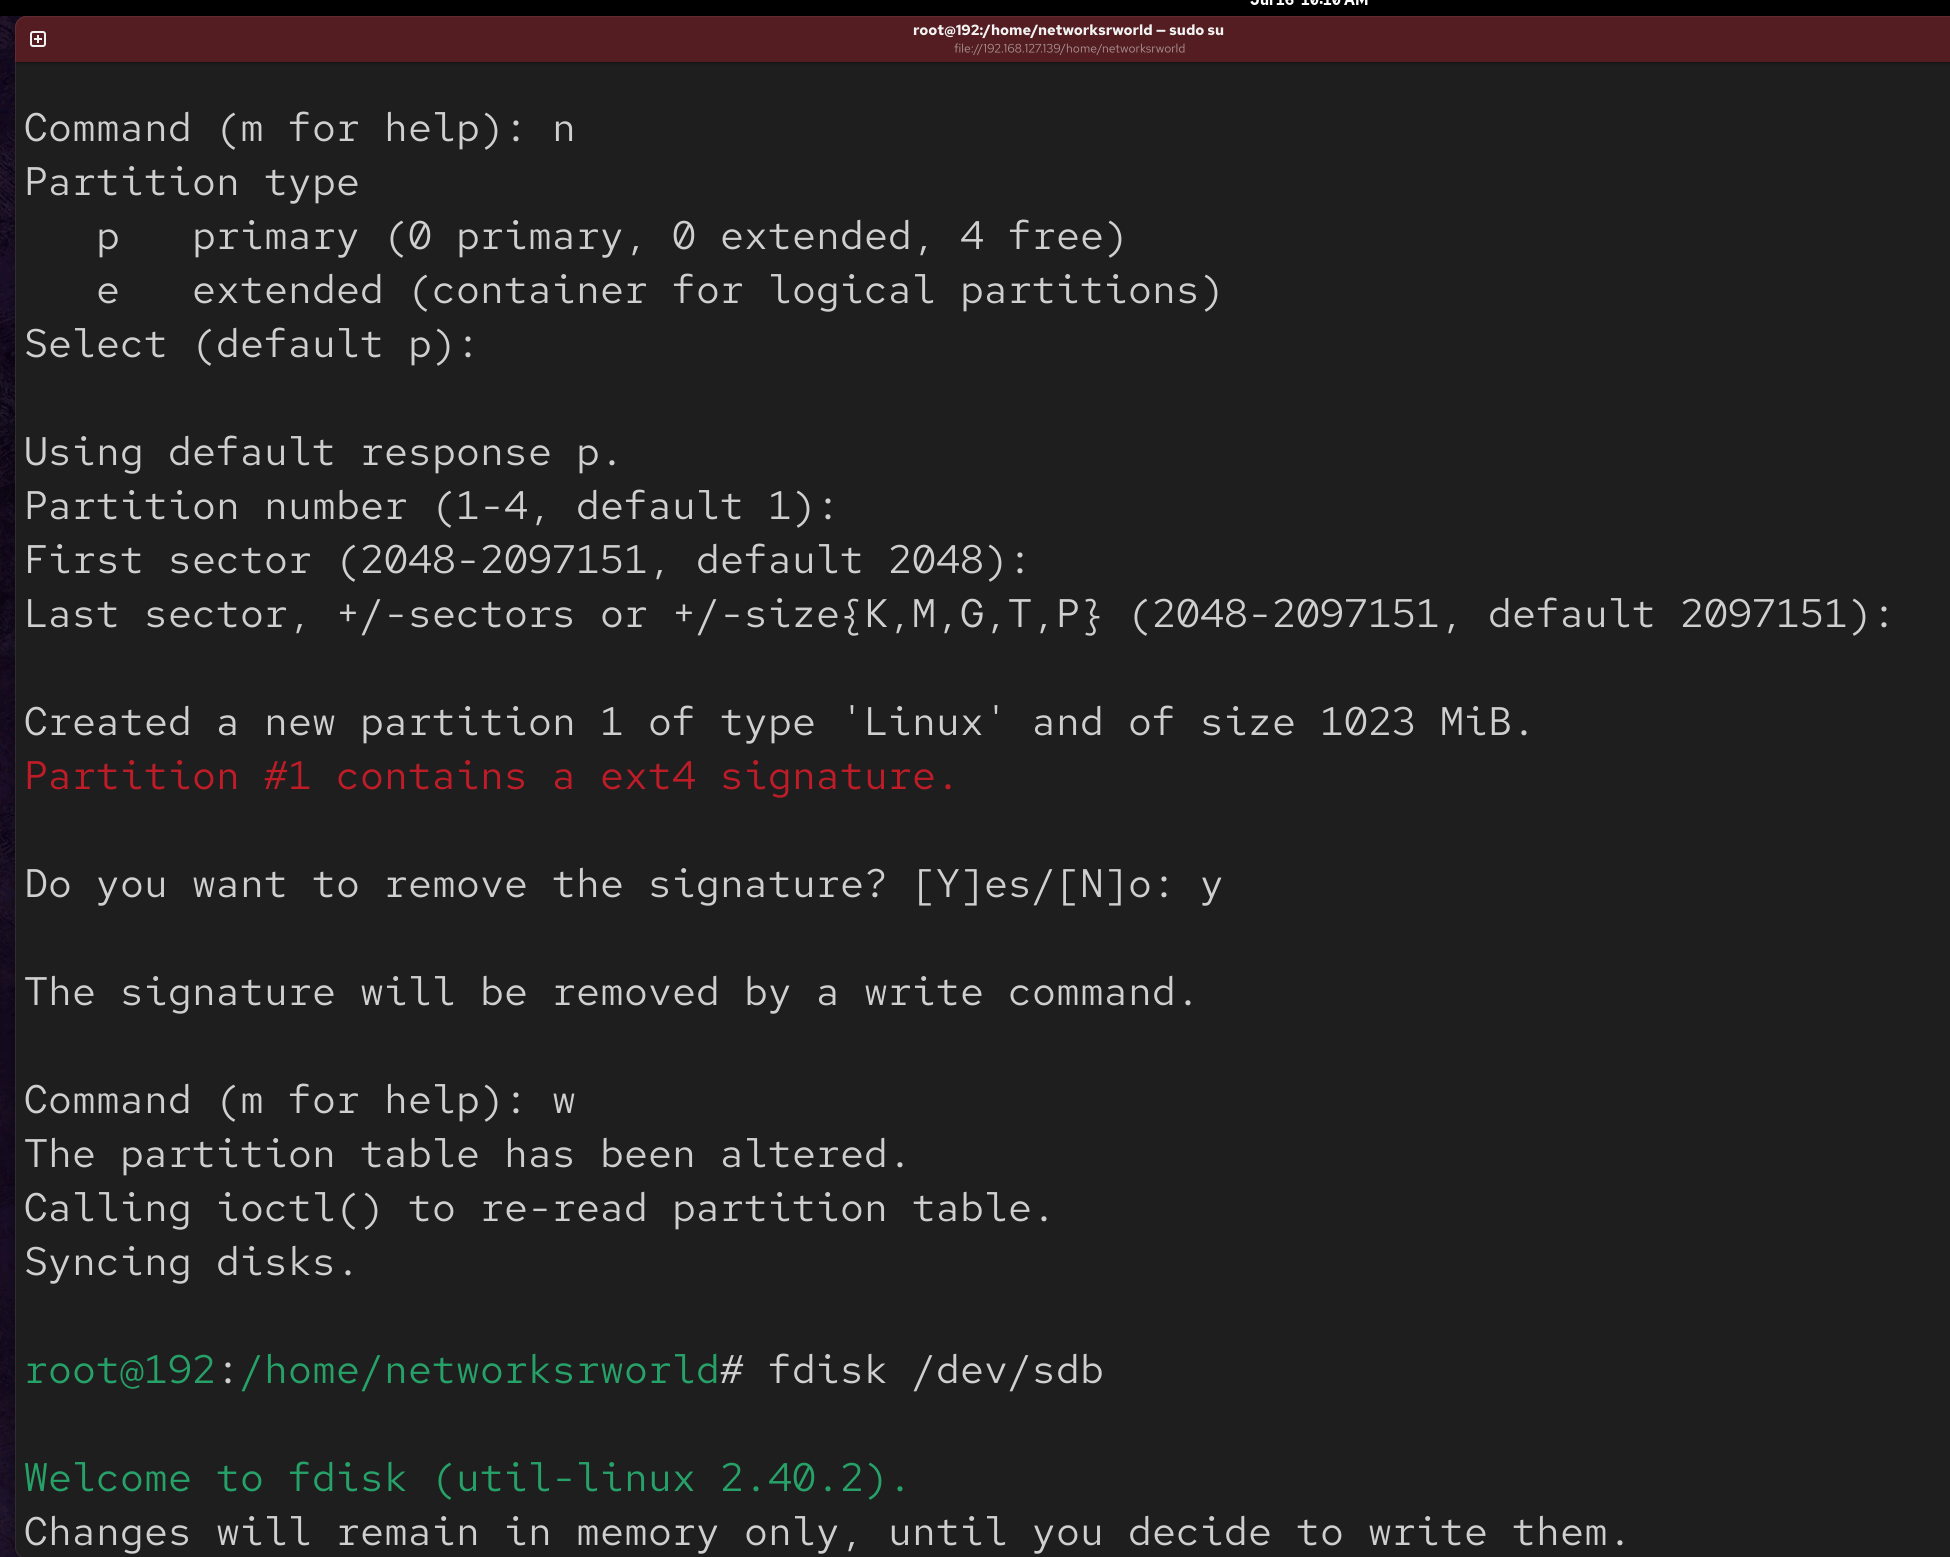 root@192:/home/networksrworld — sudo su
file://192.168.127.139/home/networksrworld
Command (m for help): n
Partition type
   p   primary (0 primary, 0 extended, 4 free)
   e   extended (container for logical partitions)
Select (default p):
Using default response p.
Partition number (1-4, default 1):
First sector (2048-2097151, default 2048):
Last sector, +/-sectors or +/-size{K,M,G,T,P} (2048-2097151, default 2097151):
Created a new partition 1 of type 'Linux' and of size 1023 MiB.
Partition #1 contains a ext4 signature.
Do you want to remove the signature? [Y]es/[N]o: y
The signature will be removed by a write command.
Command (m for help): w
The partition table has been altered.
Calling ioctl() to re-read partition table.
Syncing disks.
root@192:/home/networksrworld# fdisk /dev/sdb
Welcome to fdisk (util-linux 2.40.2).
Changes will remain in memory only, until you decide to write them.